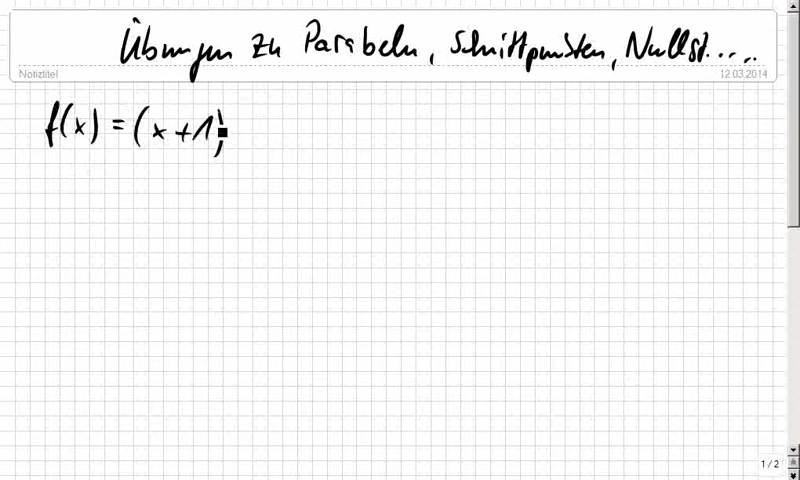 Übungen zu Parabeln, Schnittpunkten, Nullst....
Notiztitel
12.03.2014
f(x) = (x+1)
1/2